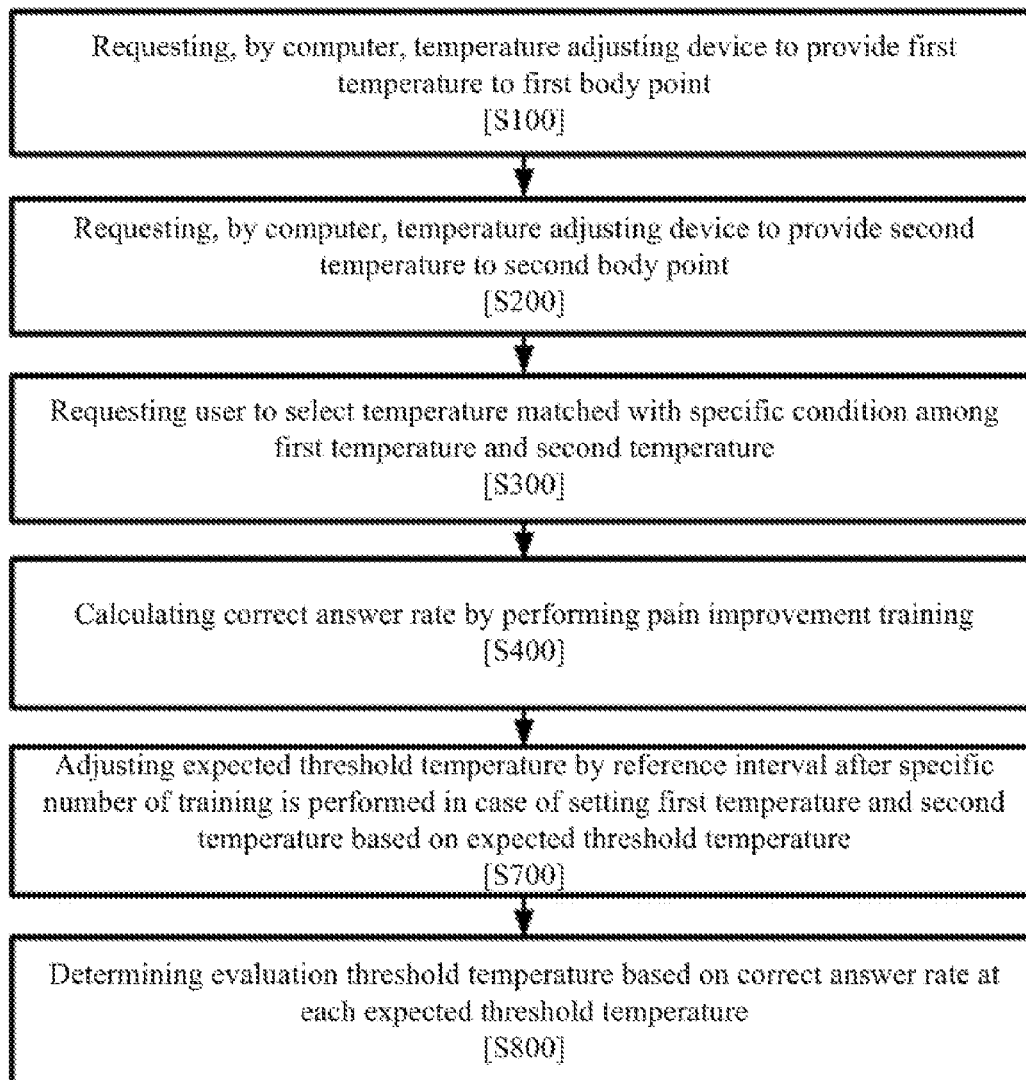 Requesting, by computer, temperature adjusting device to provide first
temperature to first body point
[S100]
Requesting, by computer, temperature adjusting device to provide second
temperature to second body point
[S200]
Requesting user to select temperature matched with specific condition among
first temperature and second temperature
[S300]
Calculating correct answer rate by performing pain improvement training
[S400]
Adjusting expected threshold temperature by reference interval after specific
number of training is performed in case of setting first temperature and second
temperature based on expected threshold temperature
[S700]
Determining evaluation threshold temperature based on correct answer rate at
each expected threshold temperature
[S800]